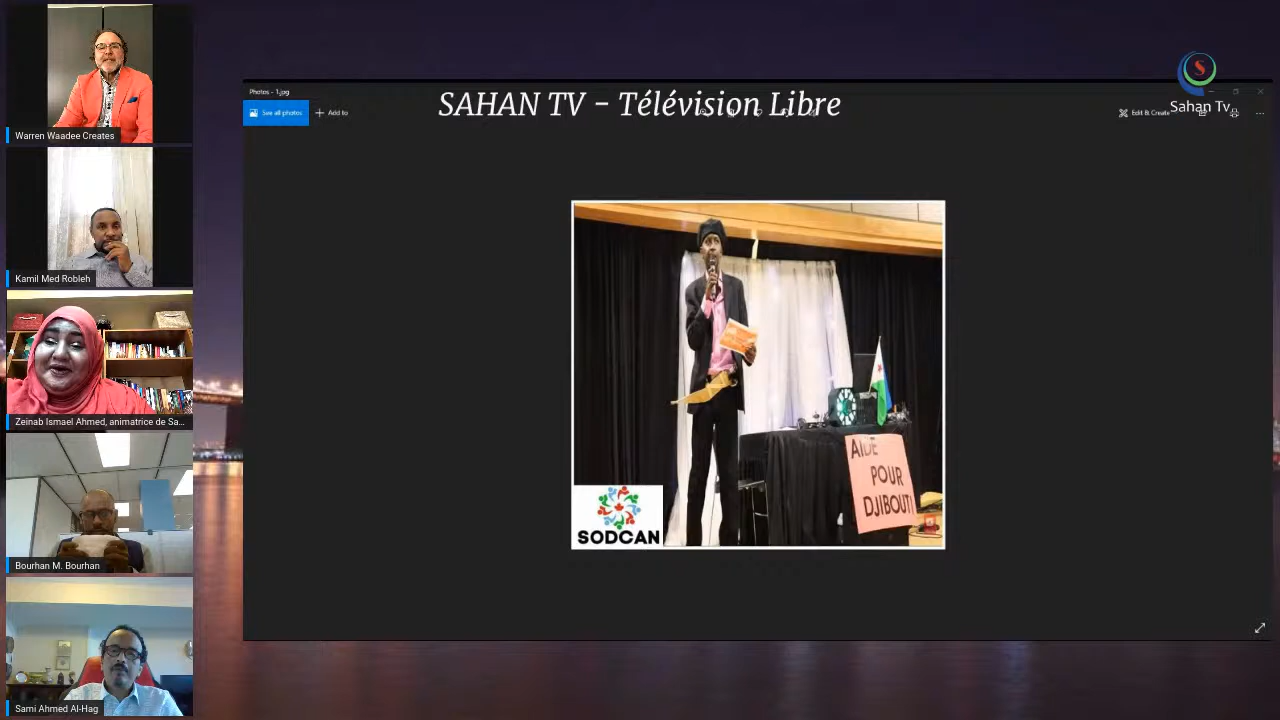 Warren Waadee Creates
Kamil Med Robleh
Zeinab Ismael Ahmed, animatrice de Sa...
Bourhan M. Bourhan
Sami Ahmed Al-Hag
Photos - 1.jpg
See all photos
Add to
SAHAN TV - Télévision Libre
Edit & Create
S
Sahan Tv
AIDE
POUR
DJIBOUTI
SODCAN